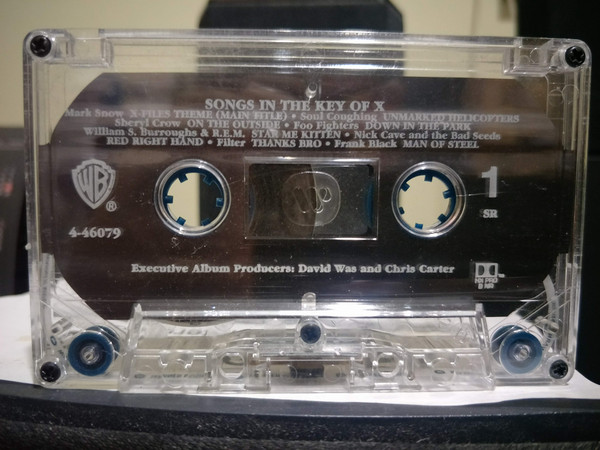 SONGS IN THE KEY OF X
Mark Snow X-FILES THEME (MAIN TITLE) • Soul Coughing UNMARKED HELICOPTERS
Sheryl Crow ON THE OUTSIDE • Foo Fighters DOWN IN THE PARK
William S. Burroughs & R.E.M. STAR ME KITTEN • Nick Cave and the Bad Seeds
RED RIGHT HAND • Filter THANKS BRO • Frank Black MAN OF STEEL
WB
®
1
SR
4-46079
Executive Album Producers: David Was and Chris Carter
HX PRO
B NR